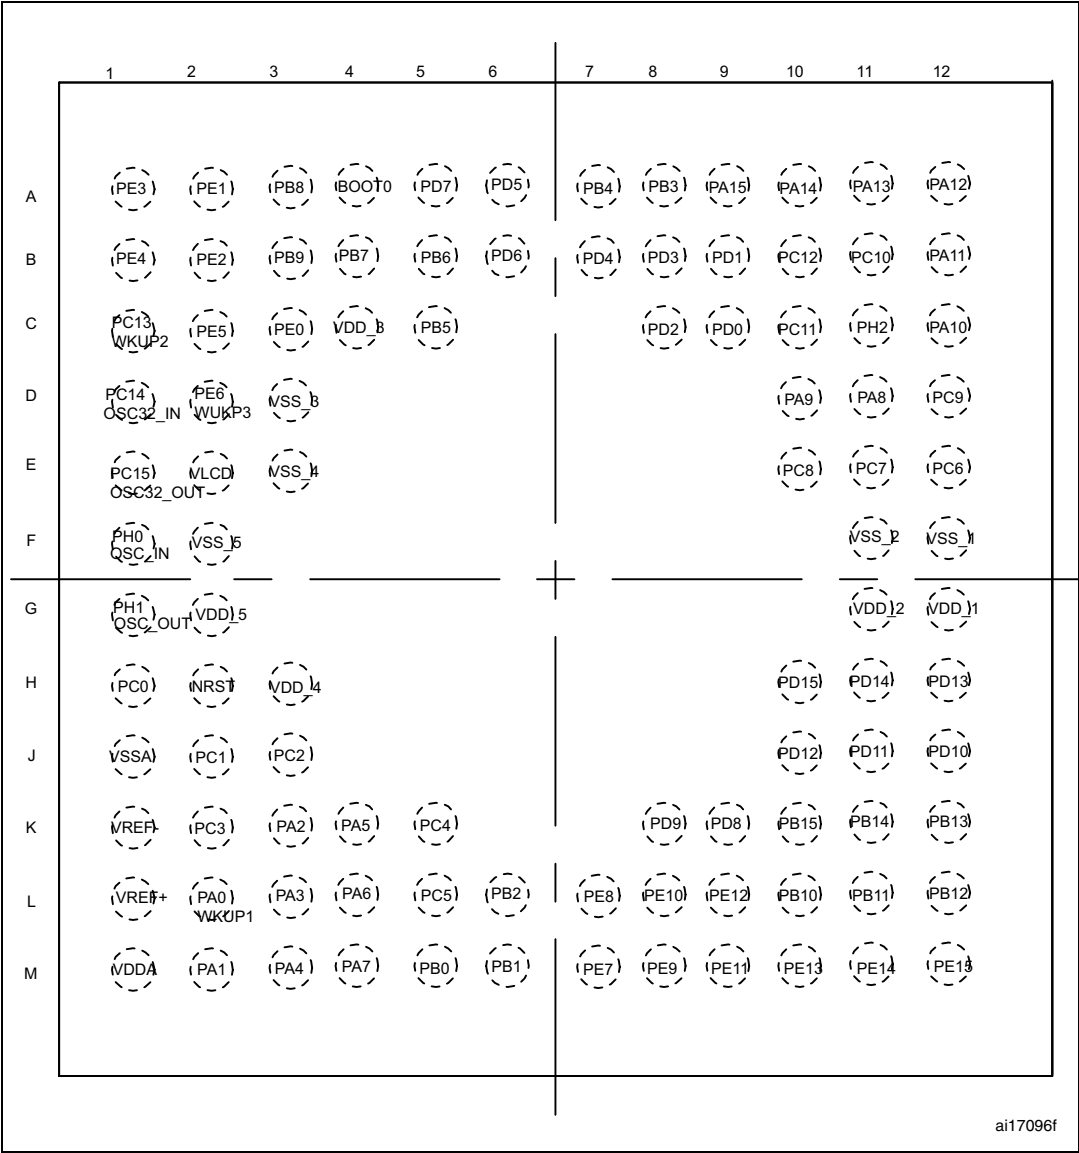 1 2 3 4 5 6 7 8 9 10 11 12
A PE3 PE1 PB8 BOOT0 PD7 PD5 PB4 PB3 PA15 PA14 PA13 PA12
B PE4 PE2 PB9 PB7 PB6 PD6 PD4 PD3 PD1 PC12 PC10 PA11
C PC13 PE5 PE0 VDD_3 PB5 PD2 PD0 PC11 PH2 PA10
WKUP2
D PC14 PE6 VSS_3 PA9 PA8 PC9
OSC32_IN WUKP3
E PC15 VLCD VSS_4 PC8 PC7 PC6
OSC32_OUT
F PH0 VSS_5 VSS_2 VSS_1
OSC_IN
G PH1 VDD_5 VDD_2 VDD_1
OSC_OUT
H PC0 NRST VDD_4 PD15 PD14 PD13
J VSSA PC1 PC2 PD12 PD11 PD10
K VREF- PC3 PA2 PA5 PC4 PD9 PD8 PB15 PB14 PB13
L VREF+ PA0 PA3 PA6 PC5 PB2 PE8 PE10 PE12 PB10 PB11 PB12
WKUP1
M VDDA PA1 PA4 PA7 PB0 PB1 PE7 PE9 PE11 PE13 PE14 PE15
ai17096f